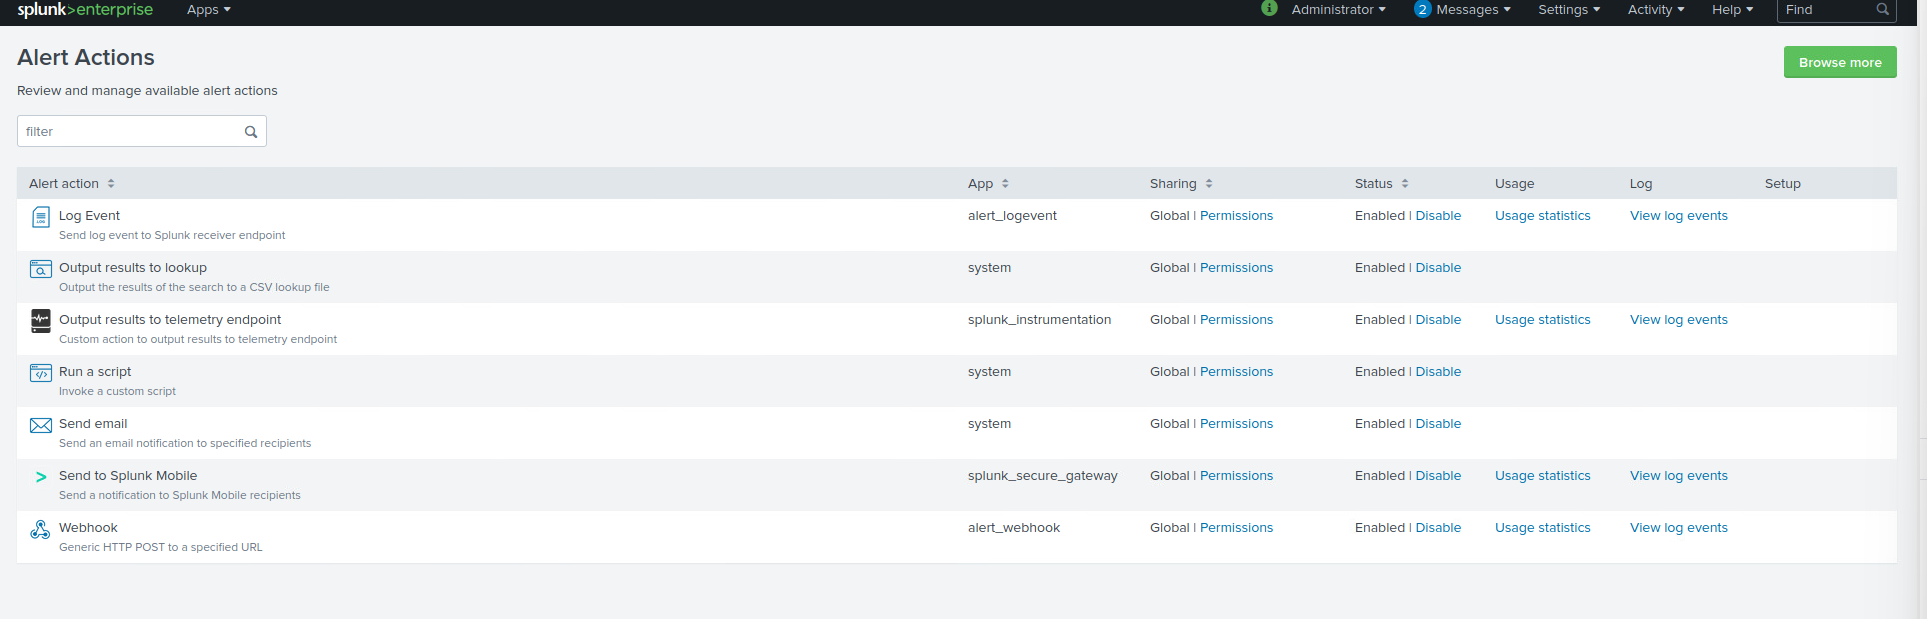 splunk>enterprise Apps Administrator 2 Messages Settings Activity Help Find
Alert Actions
Browse more
Review and manage available alert actions
filter
Alert action App Sharing Status Usage Log Setup
Log Event alert_logevent Global | Permissions Enabled | Disable Usage statistics View log events
Send log event to Splunk receiver endpoint
Output results to lookup system Global | Permissions Enabled | Disable
Output the results of the search to a CSV lookup file
Output results to telemetry endpoint splunk_instrumentation Global | Permissions Enabled | Disable Usage statistics View log events
Custom action to output results to telemetry endpoint
Run a script system Global | Permissions Enabled | Disable
Invoke a custom script
Send email system Global | Permissions Enabled | Disable
Send an email notification to specified recipients
Send to Splunk Mobile splunk_secure_gateway Global | Permissions Enabled | Disable Usage statistics View log events
Send a notification to Splunk Mobile recipients
Webhook alert_webhook Global | Permissions Enabled | Disable Usage statistics View log events
Generic HTTP POST to a specified URL